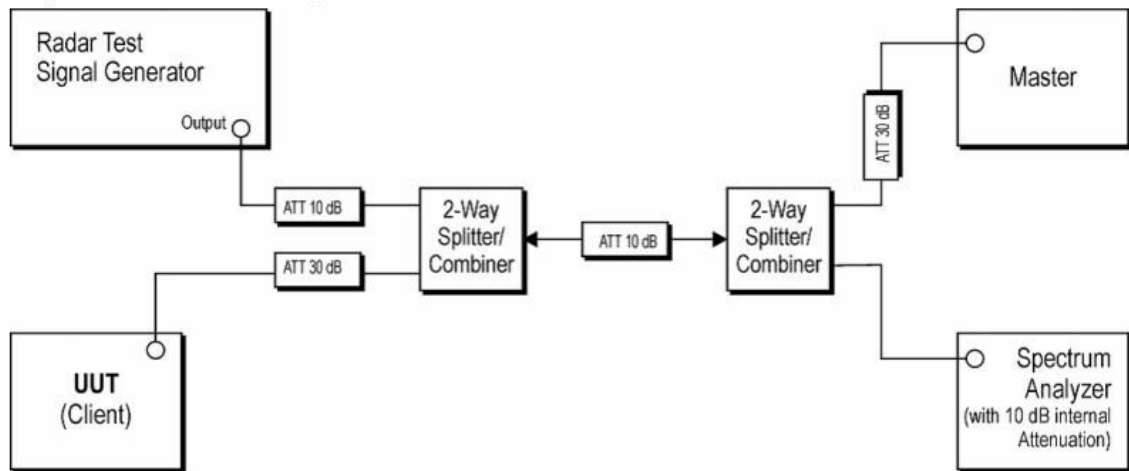 Radar Test
Signal Generator
Output
Master
ATT 30 dB
ATT 10 dB
2-Way
Splitter/
Combiner
ATT 10 dB
2-Way
Splitter/
Combiner
ATT 30 dB
UUT
(Client)
Spectrum
Analyzer
(with 10 dB internal
Attenuation)